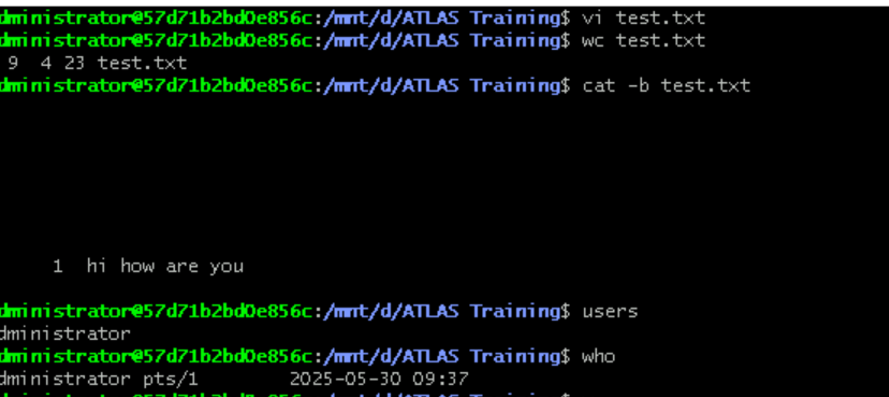 dministrator@57d71b2bd0e856c:/mnt/d/ATLAS Training$ vi test.txt
dministrator@57d71b2bd0e856c:/mnt/d/ATLAS Training$ wc test.txt
9 4 23 test.txt
dministrator@57d71b2bd0e856c:/mnt/d/ATLAS Training$ cat -b test.txt
1 hi how are you
dministrator@57d71b2bd0e856c:/mnt/d/ATLAS Training$ users
dministrator
dministrator@57d71b2bd0e856c:/mnt/d/ATLAS Training$ who
dministrator pts/1 2025-05-30 09:37